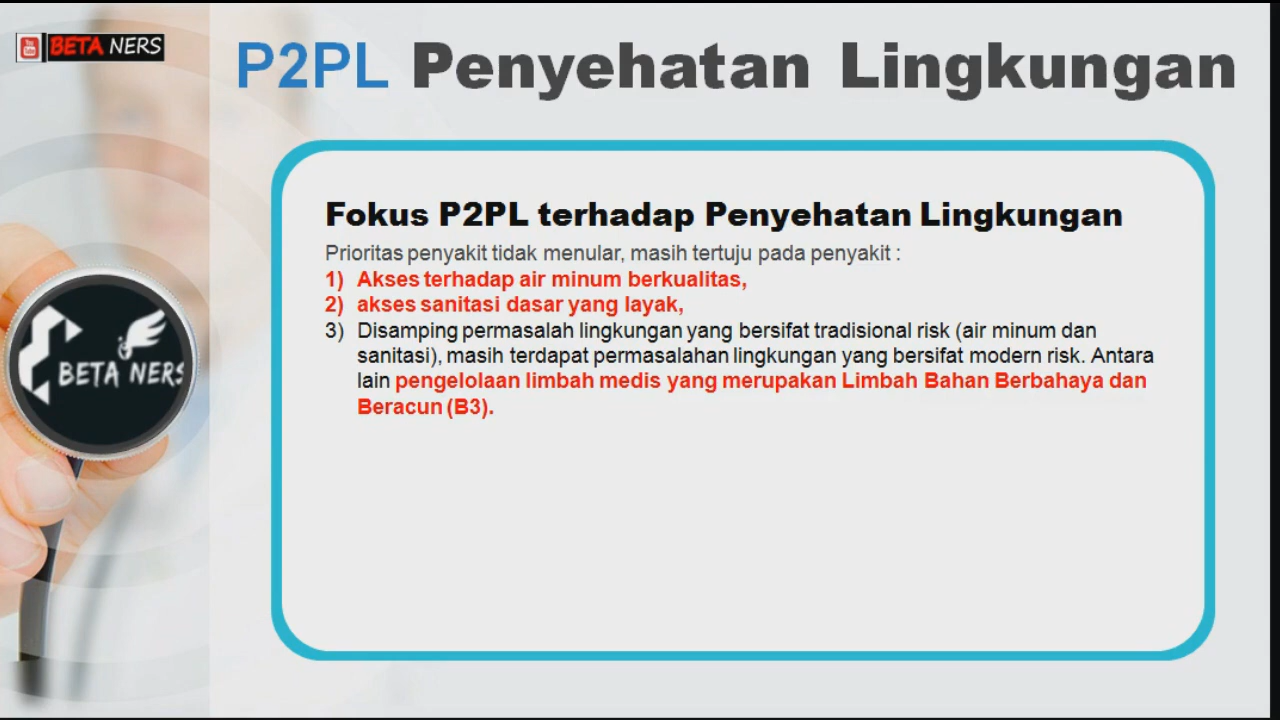 BETA NERS
P2PL Penyehatan Lingkungan
Fokus P2PL terhadap Penyehatan Lingkungan
Prioritas penyakit tidak menular, masih tertuju pada penyakit :
1) Akses terhadap air minum berkualitas,
2) akses sanitasi dasar yang layak,
3) Disamping permasalah lingkungan yang bersifat tradisional risk (air minum dan
sanitasi), masih terdapat permasalahan lingkungan yang bersifat modern risk. Antara
lain pengelolaan limbah medis yang merupakan Limbah Bahan Berbahaya dan
Beracun (B3).
BETA NERS